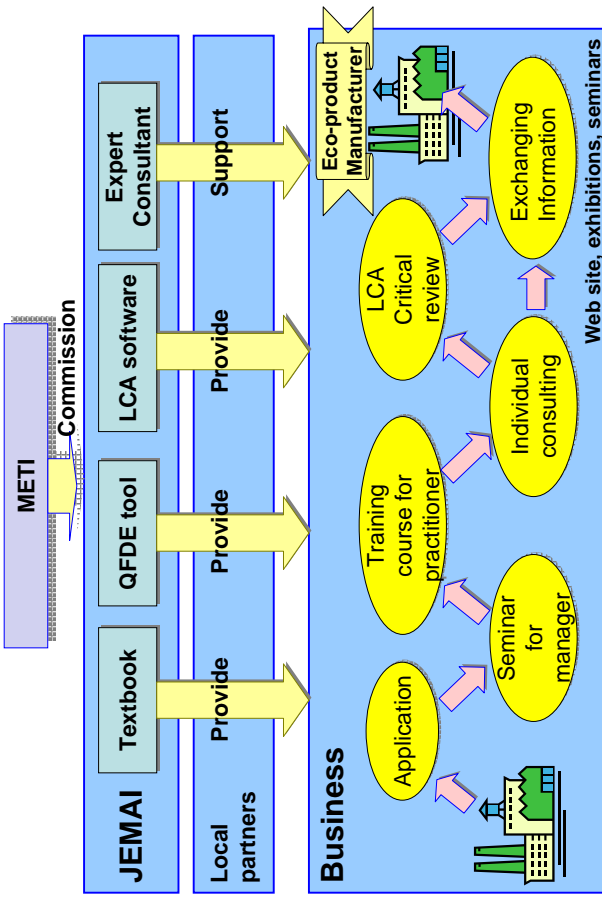 METI
Commission
JEMAI
Textbook
QFDE tool
LCA software
Expert
Consultant
Local
partners
Provide
Provide
Provide
Support
Business
Application
Seminar
for
manager
Training
course for
practitioner
Individual
consulting
LCA
Critical
review
Exchanging
Information
Eco-product
Manufacturer
Web site, exhibitions, seminars